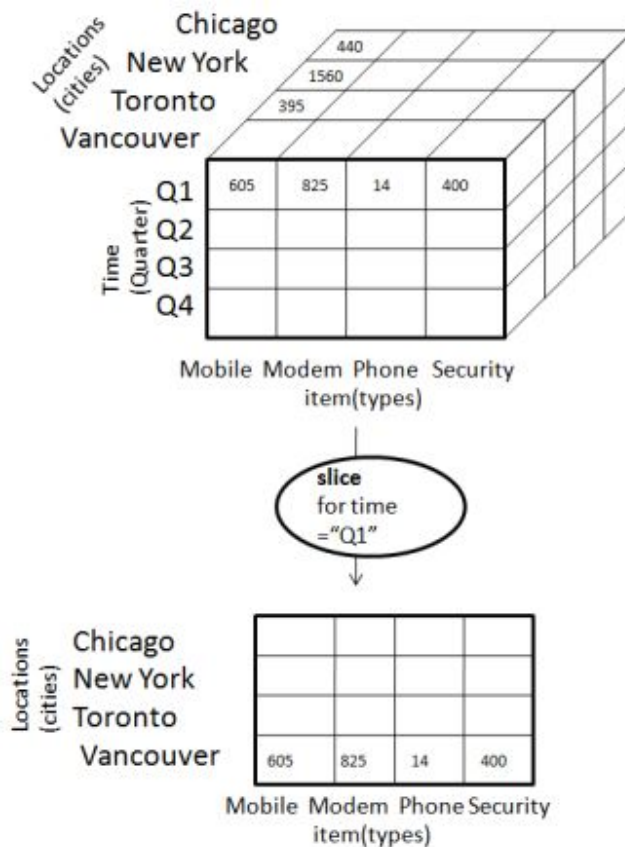 Chicago
440
New York
1560
Toronto
395
Vancouver
Locations
(cities)
Q1 605 825 14 400
Q2
Q3
Q4
Time
(Quarter)
Mobile Modem Phone Security
item(types)
slice
for time
="Q1"
Chicago
New York
Toronto
Vancouver 605 825 14 400
Locations
(cities)
Mobile Modem Phone Security
item(types)